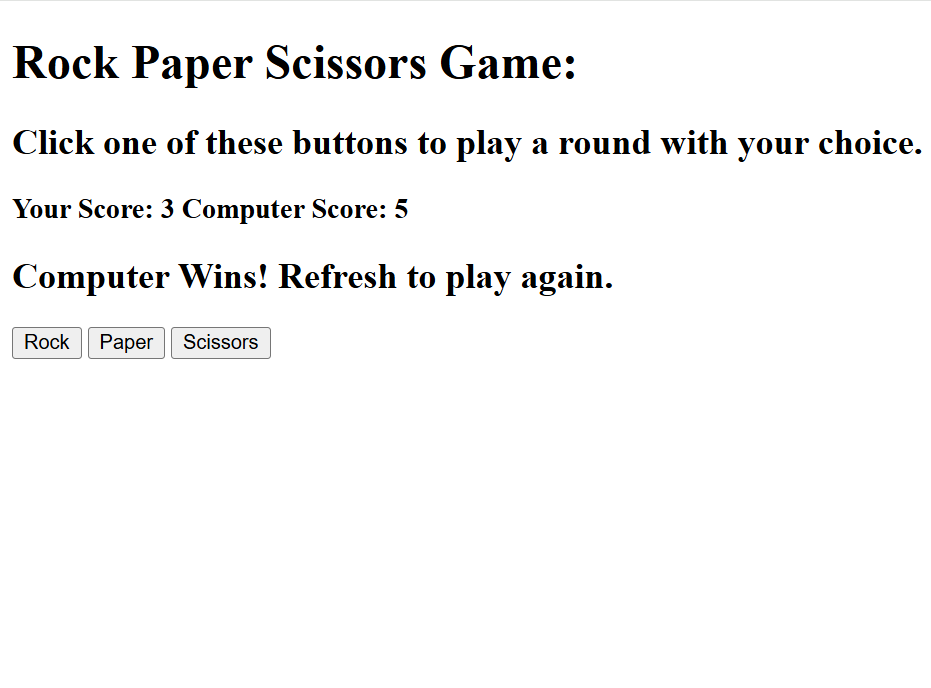 Rock Paper Scissors Game:
Click one of these buttons to play a round with your choice.
Your Score: 3 Computer Score: 5
Computer Wins! Refresh to play again.
Rock Paper Scissors